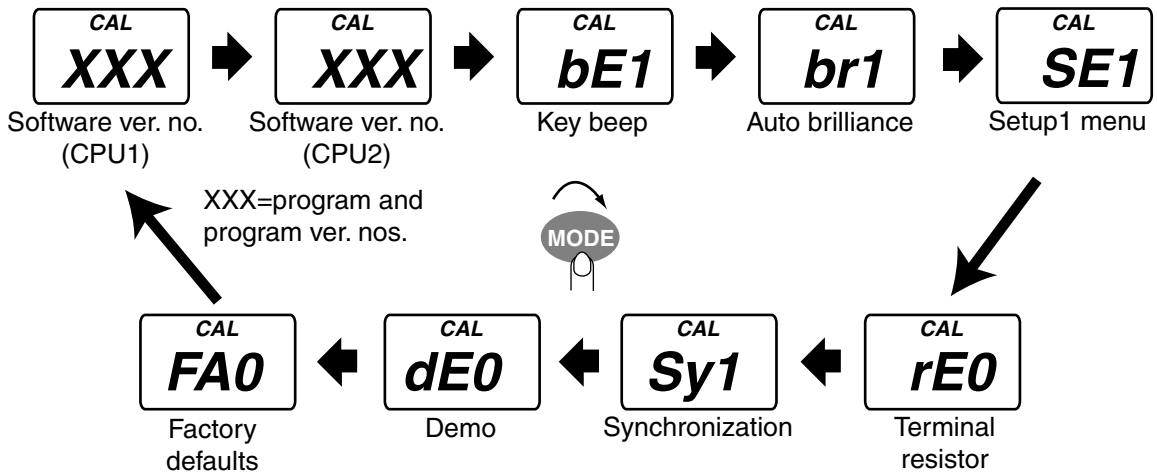 CAL
XXX
Software ver. no.
(CPU1)
CAL
XXX
Software ver. no.
(CPU2)
CAL
bE1
Key beep
CAL
br1
Auto brilliance
CAL
SE1
Setup1 menu
XXX=program and
program ver. nos.
MODE
CAL
rE0
Terminal
resistor
CAL
Sy1
Synchronization
CAL
dE0
Demo
CAL
FA0
Factory
defaults